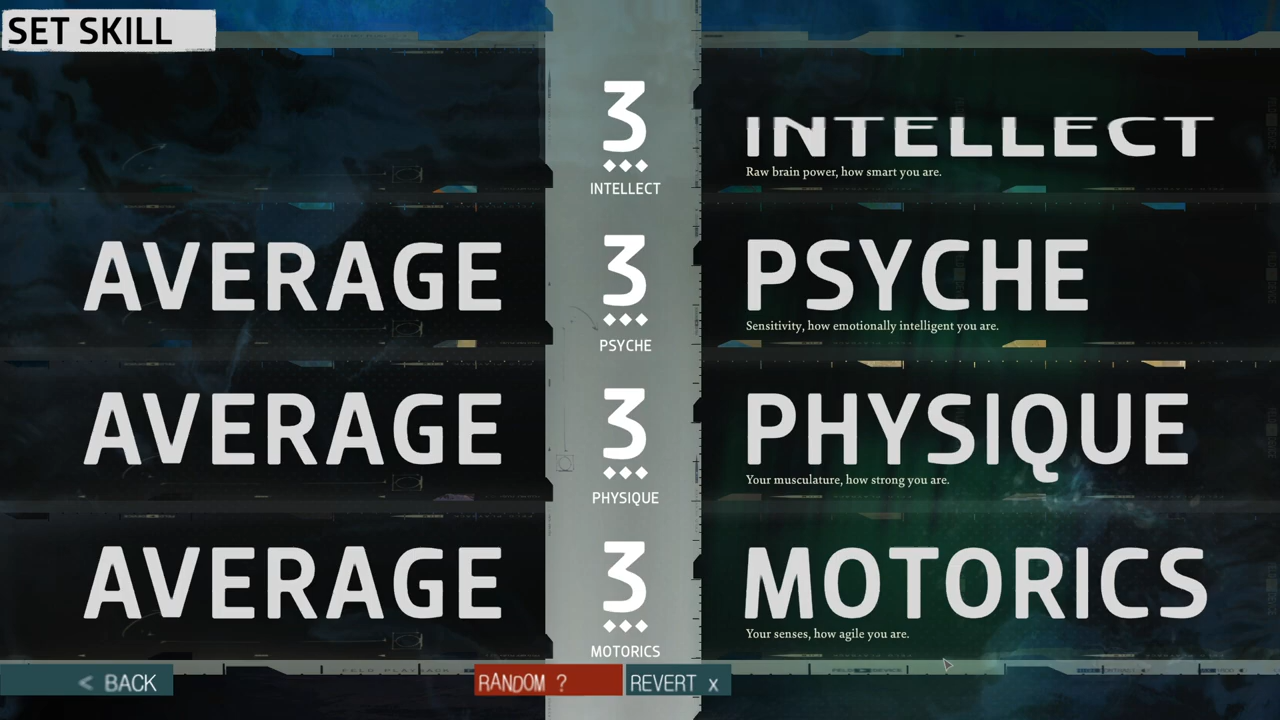 SET SKILL
3
INTELLECT
INTELLECT
Raw brain power, how smart you are.
AVERAGE
3
PSYCHE
PSYCHE
Sensitivity, how emotionally intelligent you are.
AVERAGE
3
PHYSIQUE
PHYSIQUE
Your musculature, how strong you are.
AVERAGE
3
MOTORICS
MOTORICS
Your senses, how agile you are.
< BACK
RANDOM ?
REVERT x